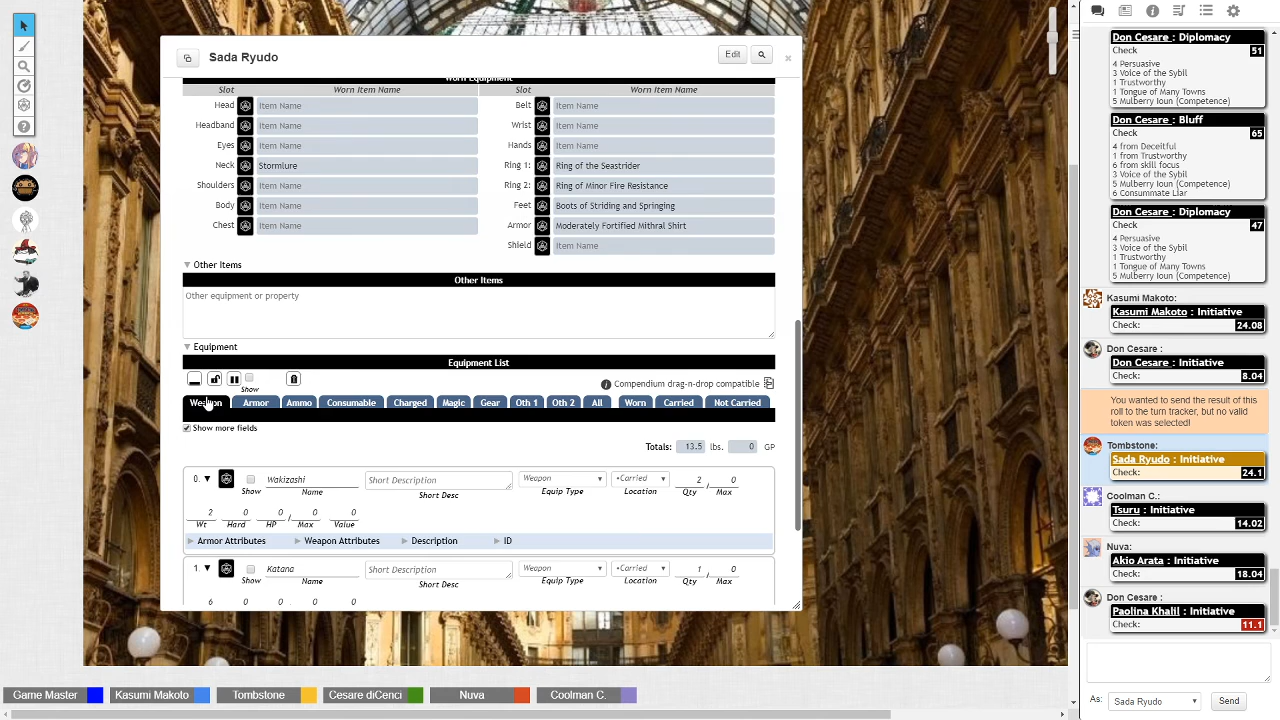 Sada Ryudo
Edit
Worn Equipment
Slot Worn Item Name Slot Worn Item Name
Head Item Name Belt Item Name
Headband Item Name Wrist Item Name
Eyes Item Name Hands Item Name
Neck Stormlure Ring 1: Ring of the Seastrider
Shoulders Item Name Ring 2: Ring of Minor Fire Resistance
Body Item Name Feet Boots of Striding and Springing
Chest Item Name Armor Moderately Fortified Mithral Shirt
Shield Item Name
Other Items
Other Items
Other equipment or property
Equipment
Equipment List
Show
Compendium drag-n-drop compatible
Weapon Armor Ammo Consumable Charged Magic Gear Oth 1 Oth 2 All Worn Carried Not Carried
Show more fields
Totals: 13.5 lbs. 0 GP
0. Wakizashi Short Description Weapon •Carried 2 / 0
Show Name Short Desc Equip Type Location Qty Max
2 0 0 / 0 0
Wt Hard HP Max Value
Armor Attributes Weapon Attributes Description ID
1. Katana Short Description Weapon •Carried 1 / 0
Show Name Short Desc Equip Type Location Qty Max
6 0 0 0 0
Don Cesare : Diplomacy
Check 51
4 Persuasive
3 Voice of the Sybil
1 Trustworthy
1 Tongue of Many Towns
5 Mulberry Ioun (Competence)
Don Cesare : Bluff
Check 65
4 from Deceitful
1 from Trustworthy
6 from skill focus
3 Voice of the Sybil
5 Mulberry Ioun (Competence)
6 Consummate Liar
Don Cesare : Diplomacy
Check 47
4 Persuasive
3 Voice of the Sybil
1 Trustworthy
1 Tongue of Many Towns
5 Mulberry Ioun (Competence)
Kasumi Makoto:
Kasumi Makoto : Initiative
Check: 24.08
Don Cesare :
Don Cesare : Initiative
Check: 8.04
You wanted to send the result of this
roll to the turn tracker, but no valid
token was selected!
Tombstone:
Sada Ryudo : Initiative
Check: 24.1
Coolman C.:
Tsuru : Initiative
Check: 14.02
Nuva:
Akio Arata : Initiative
Check: 18.04
Don Cesare :
Paolina Khalil : Initiative
Check: 11.1
As: Sada Ryudo Send
Game Master Kasumi Makoto Tombstone Cesare diCenci Nuva Coolman C.